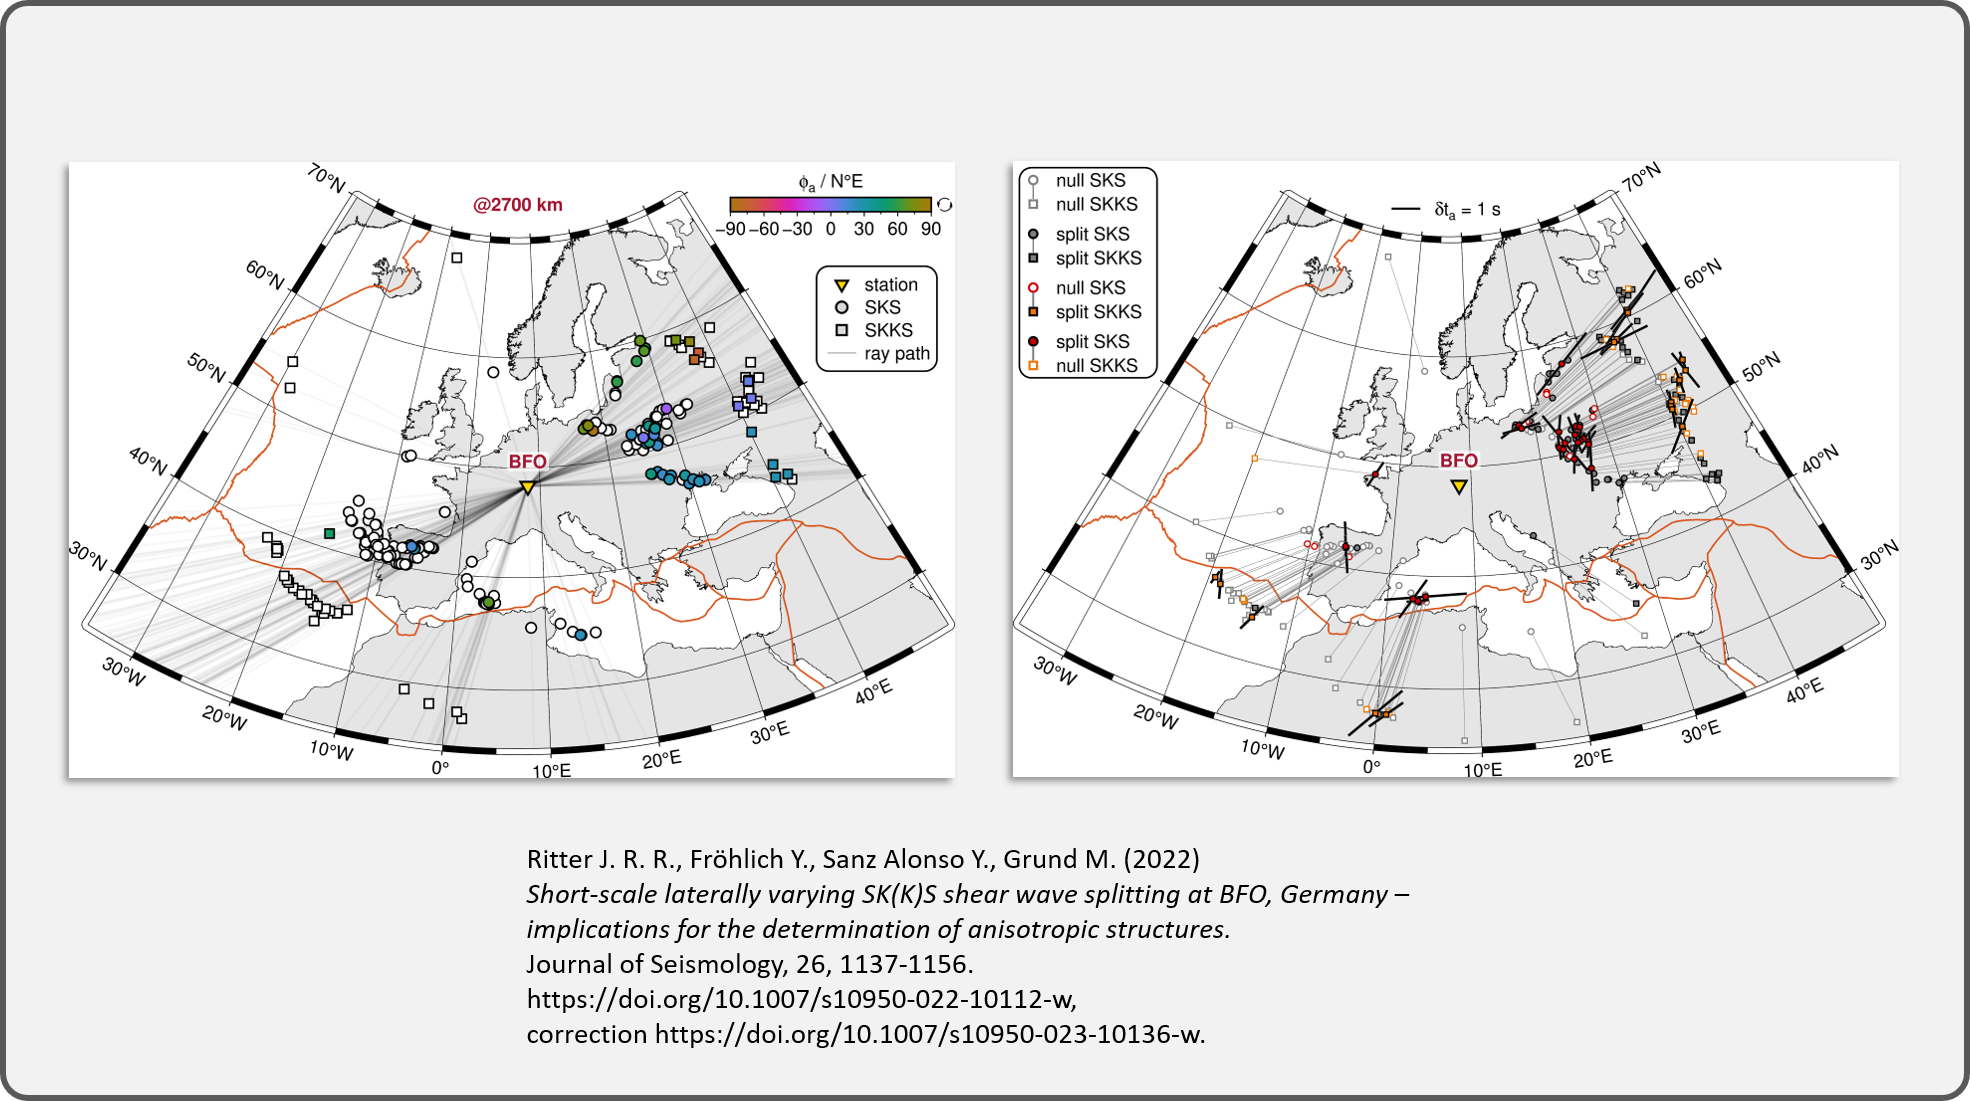 @2700 km
ϕa / N°E
−90 −60 −30 0 30 60 90
station
SKS
SKKS
ray path
BFO
70°N
60°N
50°N
40°N
30°N
30°W
20°W
10°W
0°
10°E
20°E
30°E
40°E
null SKS
null SKKS
split SKS
split SKKS
null SKS
split SKKS
split SKS
null SKKS
δta = 1 s
BFO
70°N
60°N
50°N
40°N
30°N
30°W
20°W
10°W
0°
10°E
20°E
30°E
40°E
Ritter J. R. R., Fröhlich Y., Sanz Alonso Y., Grund M. (2022)
Short-scale laterally varying SK(K)S shear wave splitting at BFO, Germany –
implications for the determination of anisotropic structures.
Journal of Seismology, 26, 1137-1156.
https://doi.org/10.1007/s10950-022-10112-w,
correction https://doi.org/10.1007/s10950-023-10136-w.